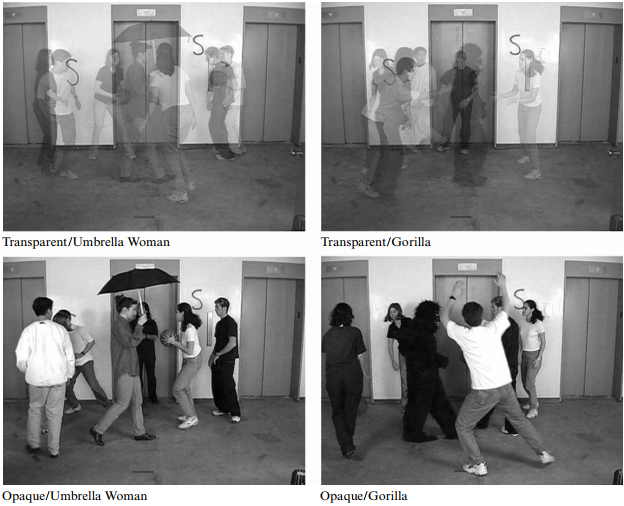 S
S
S
S
Transparent/Umbrella Woman
Transparent/Gorilla
S
S
Opaque/Umbrella Woman
Opaque/Gorilla